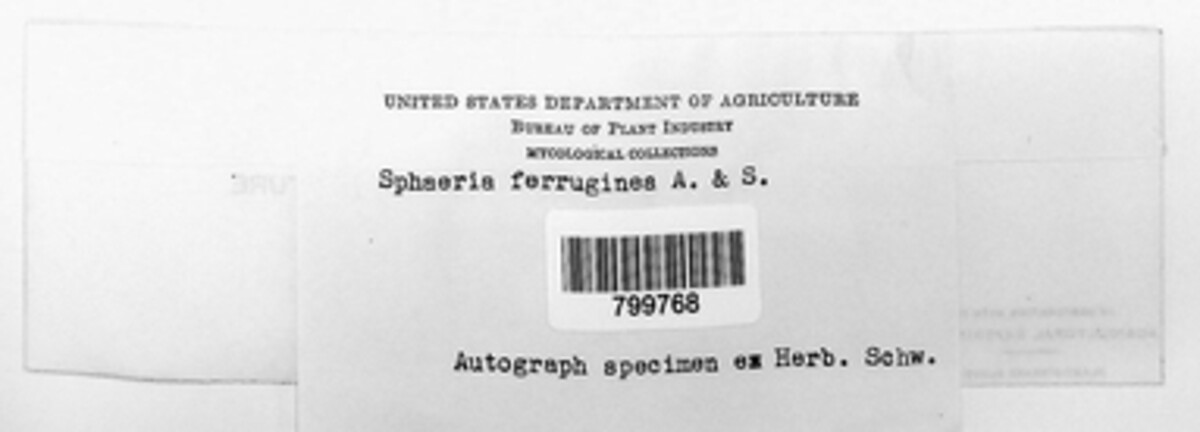 UNITED STATES DEPARTMENT OF AGRICULTURE
BUREAU OF PLANT INDUSTRY
MYCOLOGICAL COLLECTIONS
Sphaeria ferruginea A. & S.
799768
Autograph specimen ex Herb. Schw.